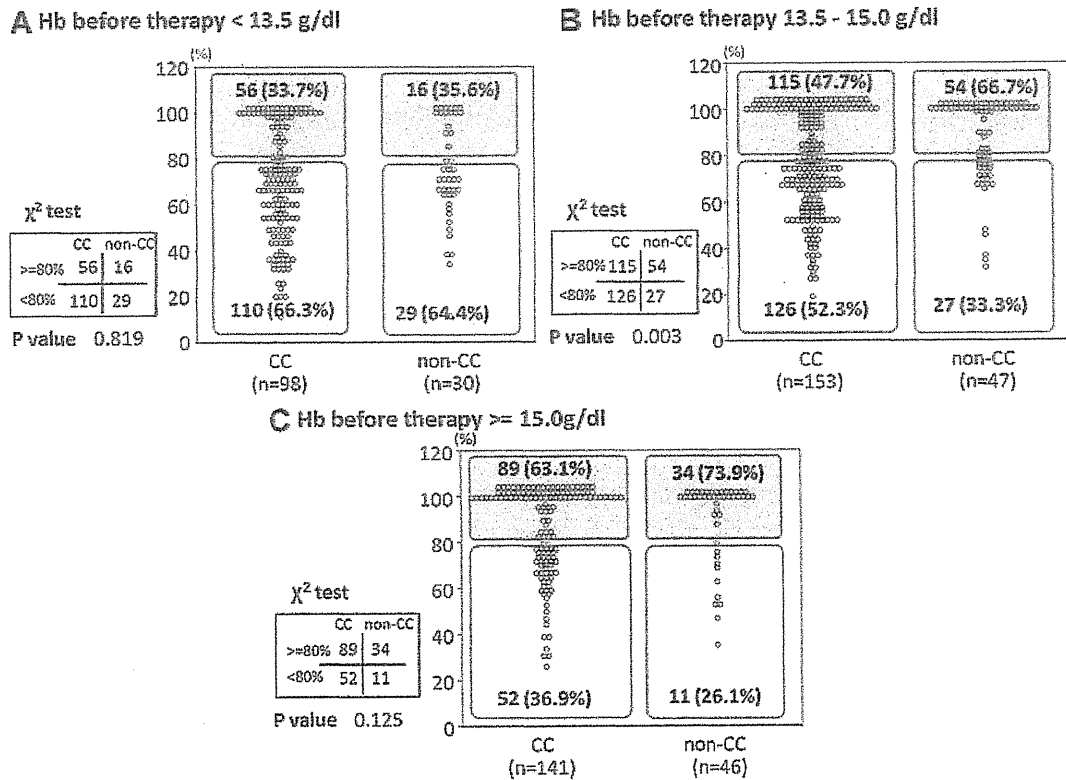 A Hb before therapy < 13.5 g/dl
(%)
120
100
80
60
40
20
0
56 (33.7%)
16 (35.6%)
110 (66.3%)
29 (64.4%)
CC
(n=98)
non-CC
(n=30)
χ² test
CC non-CC
>=80% 56 16
<80% 110 29
P value 0.819
B Hb before therapy 13.5 - 15.0 g/dl
(%)
120
100
80
60
40
20
0
115 (47.7%)
54 (66.7%)
126 (52.3%)
27 (33.3%)
CC
(n=153)
non-CC
(n=47)
χ² test
CC non-CC
>=80% 115 54
<80% 126 27
P value 0.003
C Hb before therapy >= 15.0g/dl
(%)
120
100
80
60
40
20
0
89 (63.1%)
34 (73.9%)
52 (36.9%)
11 (26.1%)
CC
(n=141)
non-CC
(n=46)
χ² test
CC non-CC
>=80% 89 34
<80% 52 11
P value 0.125